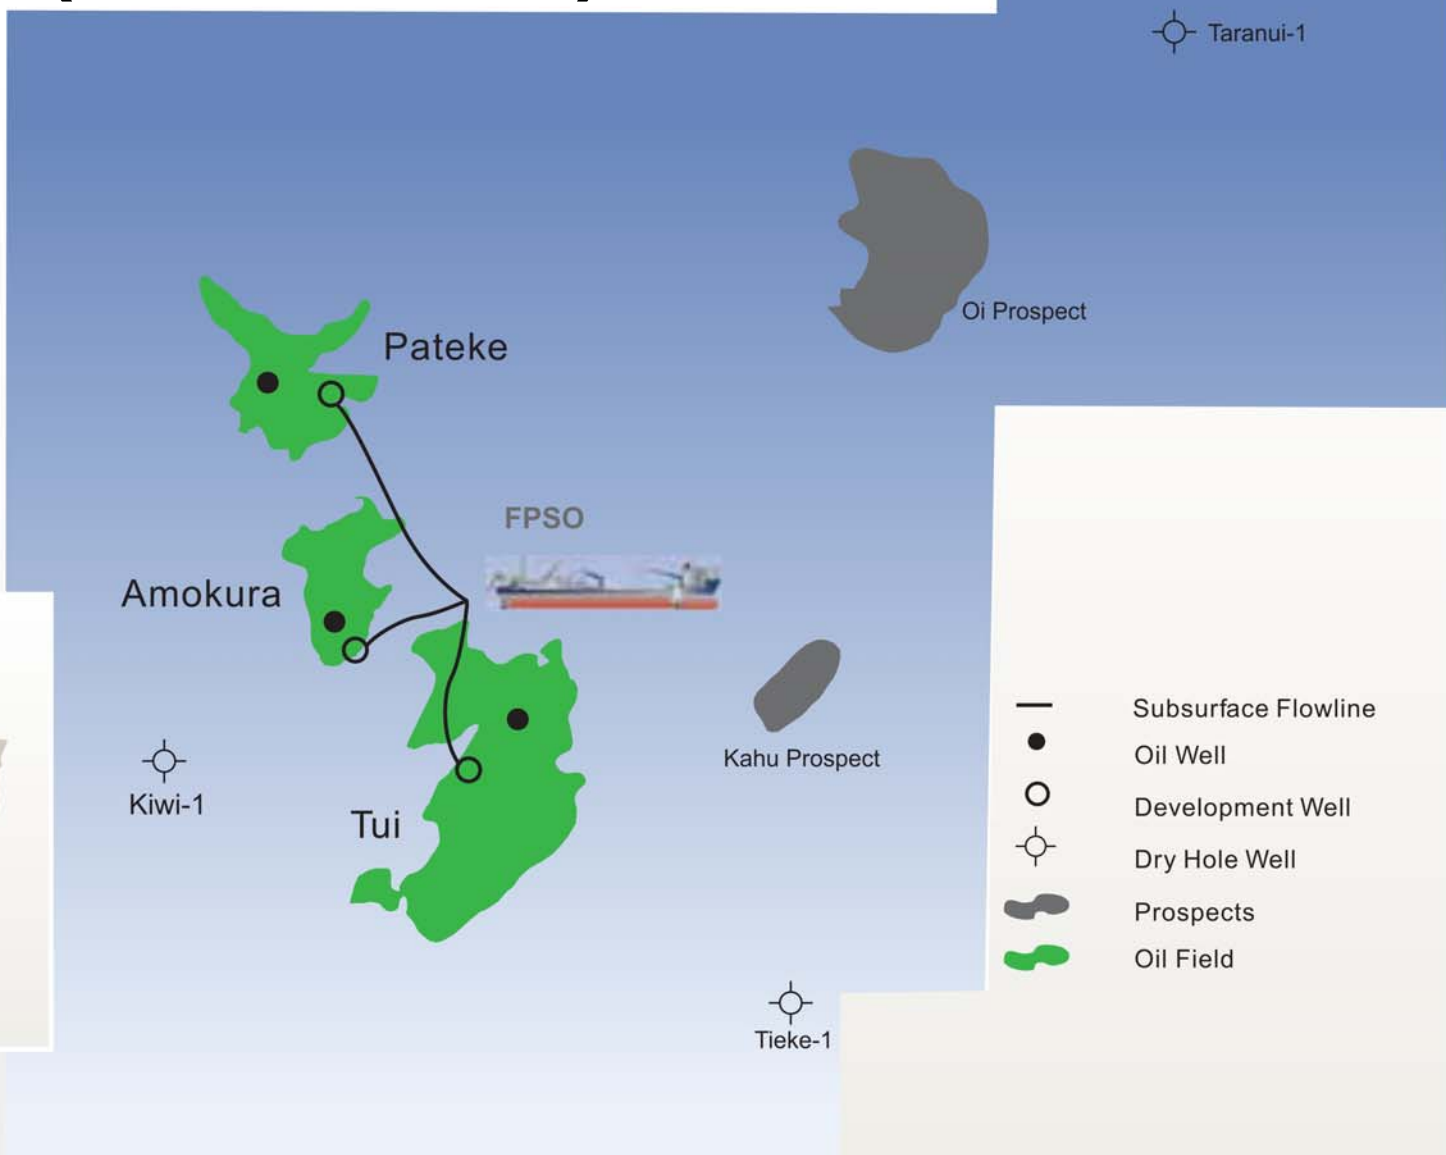 Taranui-1
Oi Prospect
Pateke
FPSO
Amokura
Kahu Prospect
Kiwi-1
Tui
Tieke-1
Subsurface Flowline
Oil Well
Development Well
Dry Hole Well
Prospects
Oil Field